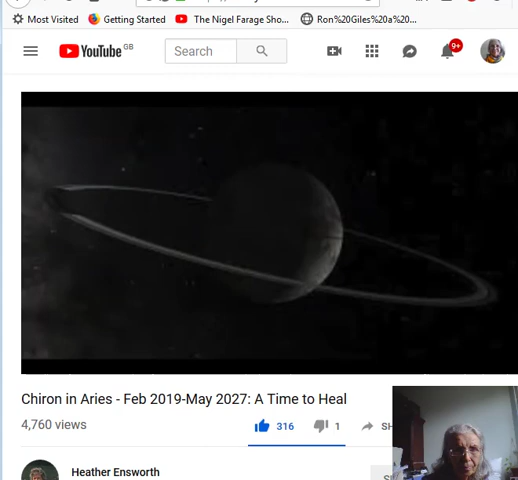 Most Visited Getting Started The Nigel Farage Sho... Ron%20Giles%20a%20...
YouTube GB Search 9+
Chiron in Aries - Feb 2019-May 2027: A Time to Heal
4,760 views 316 1 SH
Heather Ensworth